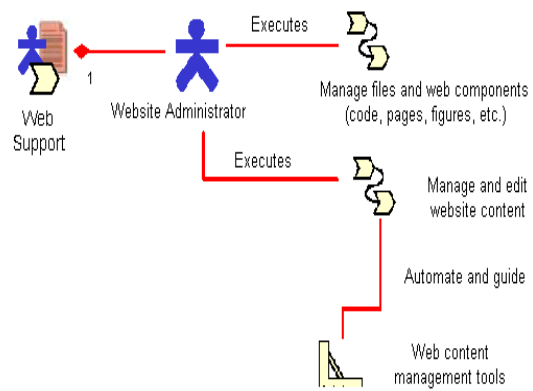 Executes
1
Web
Support
Website Administrator
Manage files and web components
(code, pages, figures, etc.)
Executes
Manage and edit
website content
Automate and guide
Web content
management tools